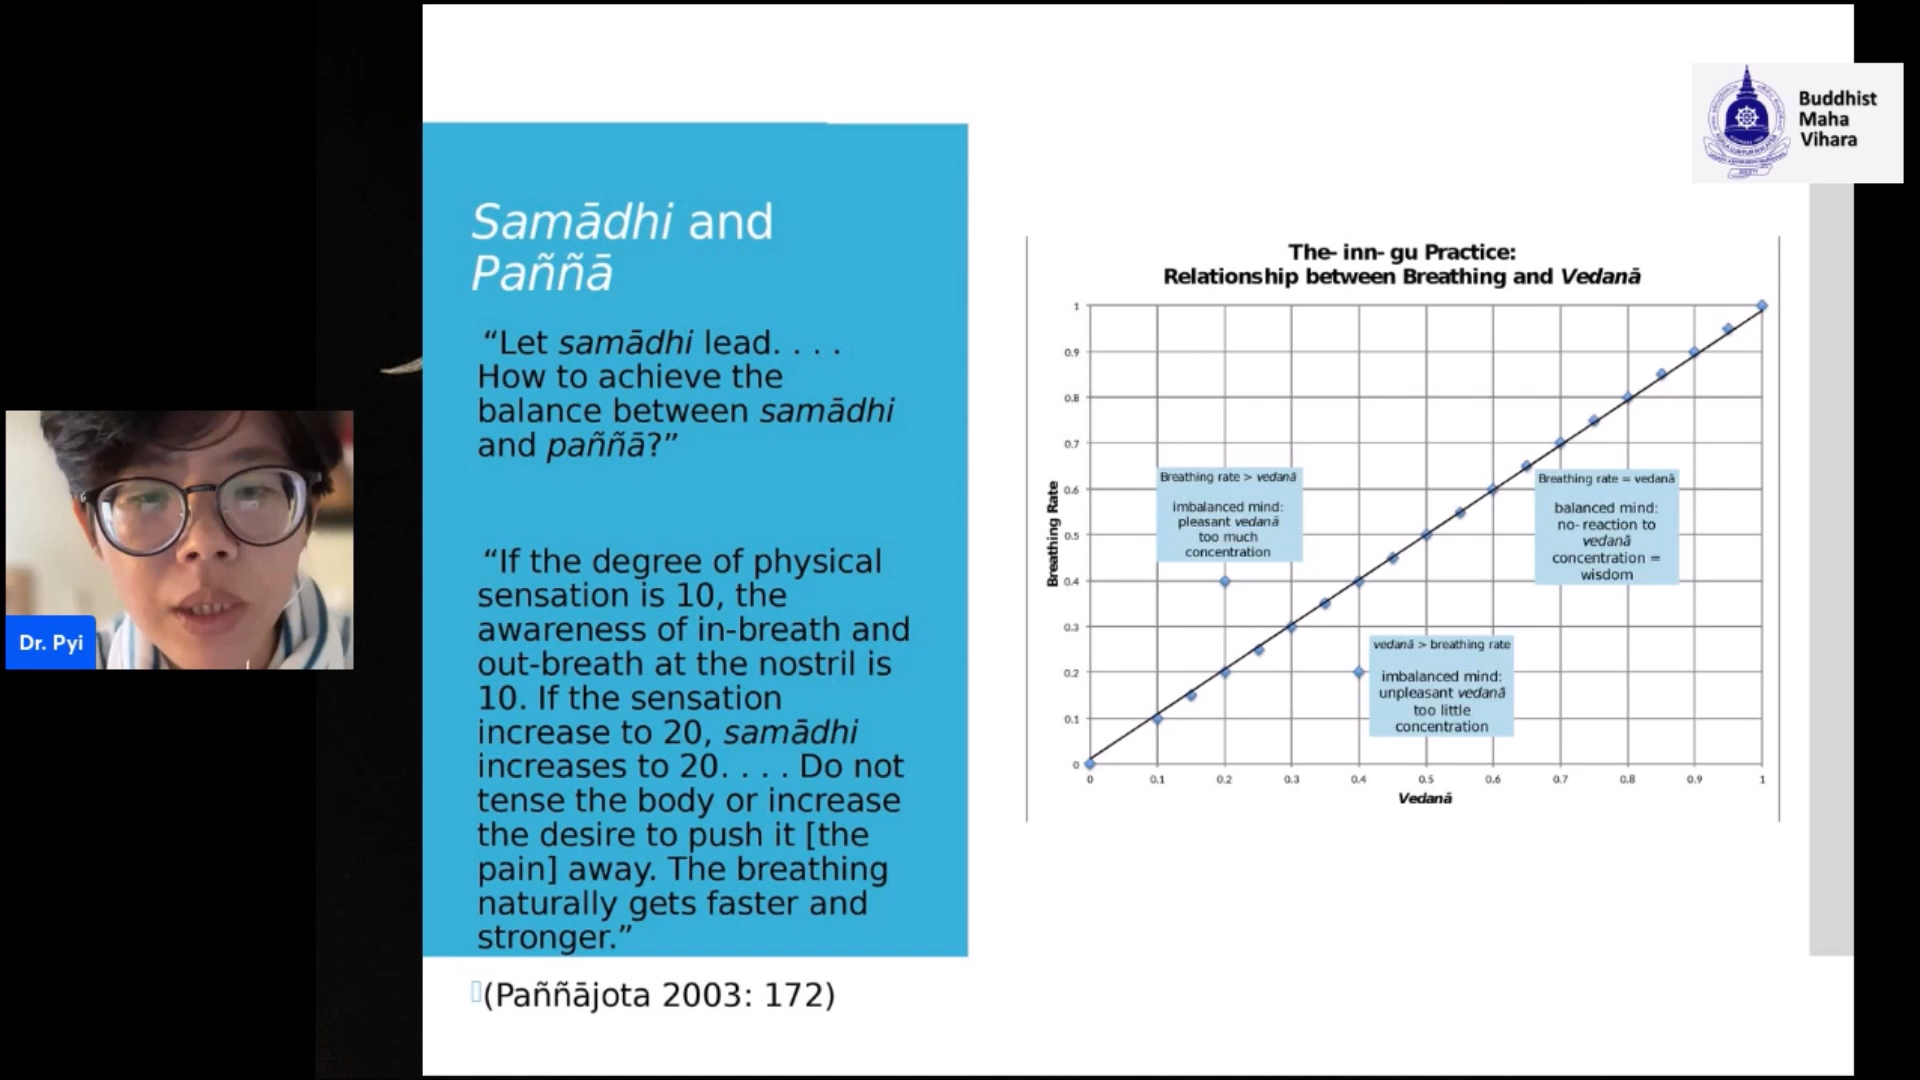 Buddhist
Maha
Vihara
Samādhi and
Paññā
“Let samādhi lead. . . .
How to achieve the
balance between samādhi
and paññā?”
“If the degree of physical
sensation is 10, the
awareness of in-breath and
out-breath at the nostril is
10. If the sensation
increase to 20, samādhi
increases to 20. . . . Do not
tense the body or increase
the desire to push it [the
pain] away. The breathing
naturally gets faster and
stronger.”
(Paññājota 2003: 172)
The- inn- gu Practice:
Relationship between Breathing and Vedanā
Breathing Rate
1
0.9
0.8
0.7
0.6
0.5
0.4
0.3
0.2
0.1
0
Breathing rate > vedanā
imbalanced mind:
pleasant vedanā
too much
concentration
Breathing rate = vedanā
balanced mind:
no- reaction to
vedanā
concentration =
wisdom
vedanā > breathing rate
imbalanced mind:
unpleasant vedanā
too little
concentration
0 0.1 0.2 0.3 0.4 0.5 0.6 0.7 0.8 0.9 1
Vedanā
Dr. Pyi